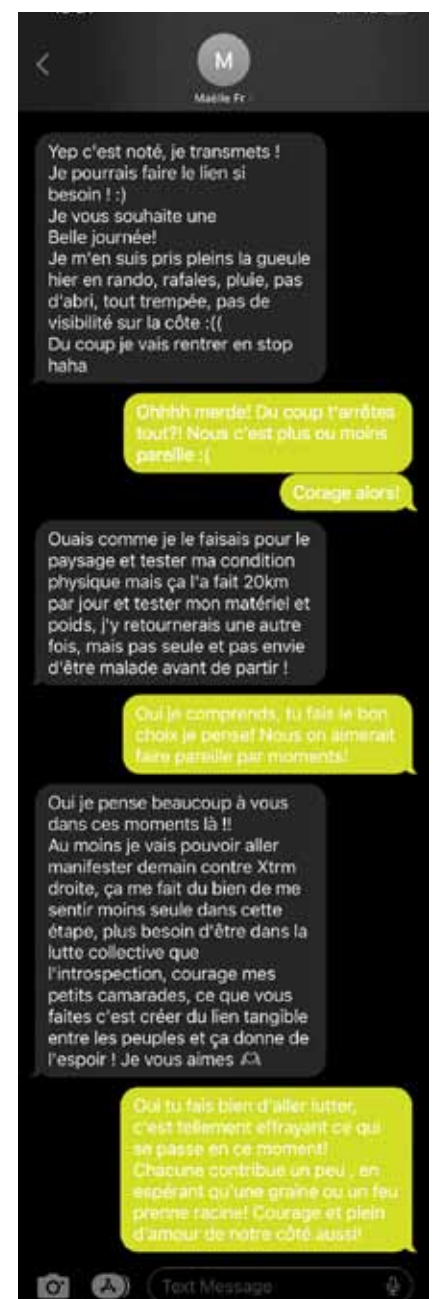 M
Maëlle Fr
Yep c'est noté, je transmets !
Je pourrais faire le lien si
besoin ! :)
Je vous souhaite une
Belle journée!
Je m'en suis pris pleins la gueule
hier en rando, rafales, pluie, pas
d'abri, tout trempée, pas de
visibilité sur la côte :((
Du coup je vais rentrer en stop
haha
Ohhhh merde! Du coup t'arrêtes
tout?! Nous c'est plus ou moins
pareille :(
Corage alors!
Ouais comme je le faisais pour le
paysage et tester ma condition
physique mais ça l'a fait 20km
par jour et tester mon matériel et
poids, j'y retournerais une autre
fois, mais pas seule et pas envie
d'être malade avant de partir !
Oui je comprends, tu fais le bon
choix je pense! Nous on aimerait
faire pareille par moments!
Oui je pense beaucoup à vous
dans ces moments là !!
Au moins je vais pouvoir aller
manifester demain contre Xtrm
droite, ça me fait du bien de me
sentir moins seule dans cette
étape, plus besoin d'être dans la
lutte collective que
l'introspection, courage mes
petits camarades, ce que vous
faites c'est créer du lien tangible
entre les peuples et ça donne de
l'espoir ! Je vous aimes
Oui tu fais bien d'aller lutter,
c'est tellement effrayant ce qui
se passe en ce moment!
Chacune contribue un peu , en
espérant qu'une graine ou un feu
prenne racine! Courage et plein
d'amour de notre côté aussi!
Text Message